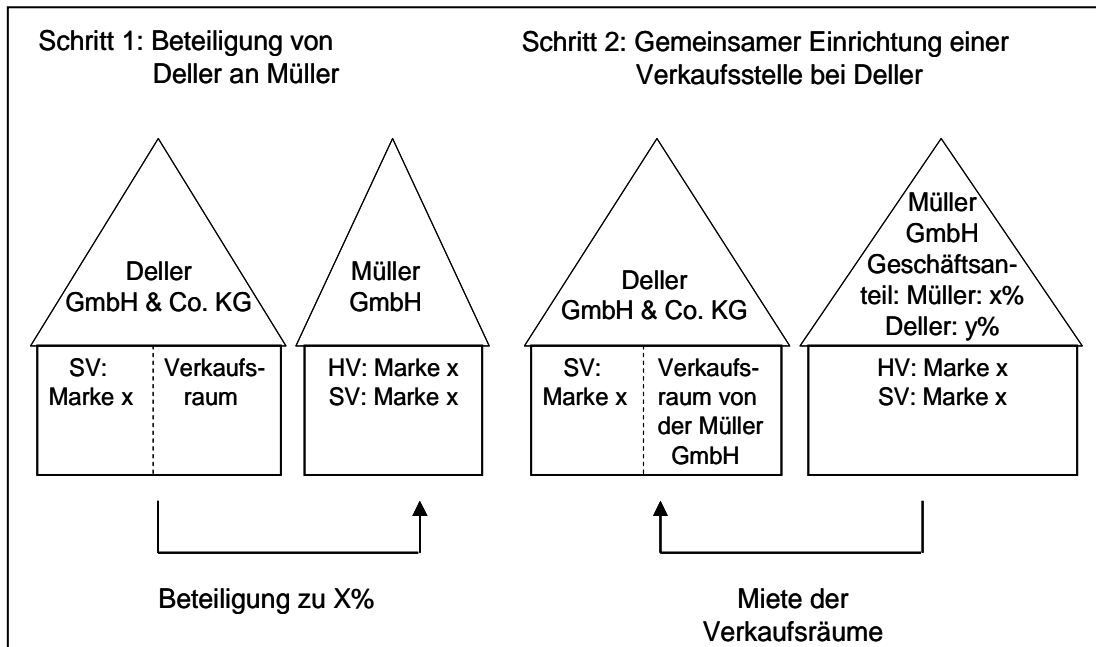 Schritt 1: Beteiligung von
Deller an Müller
Schritt 2: Gemeinsamer Einrichtung einer
Verkaufsstelle bei Deller
Deller
GmbH & Co. KG
Müller
GmbH
SV:
Marke x
Verkaufs-
raum
HV: Marke x
SV: Marke x
Beteiligung zu X%
Deller
GmbH & Co. KG
Müller
GmbH
Geschäftsan-
teil: Müller: x%
Deller: y%
SV:
Marke x
Verkaufs-
raum von
der Müller
GmbH
HV: Marke x
SV: Marke x
Miete der
Verkaufsräume